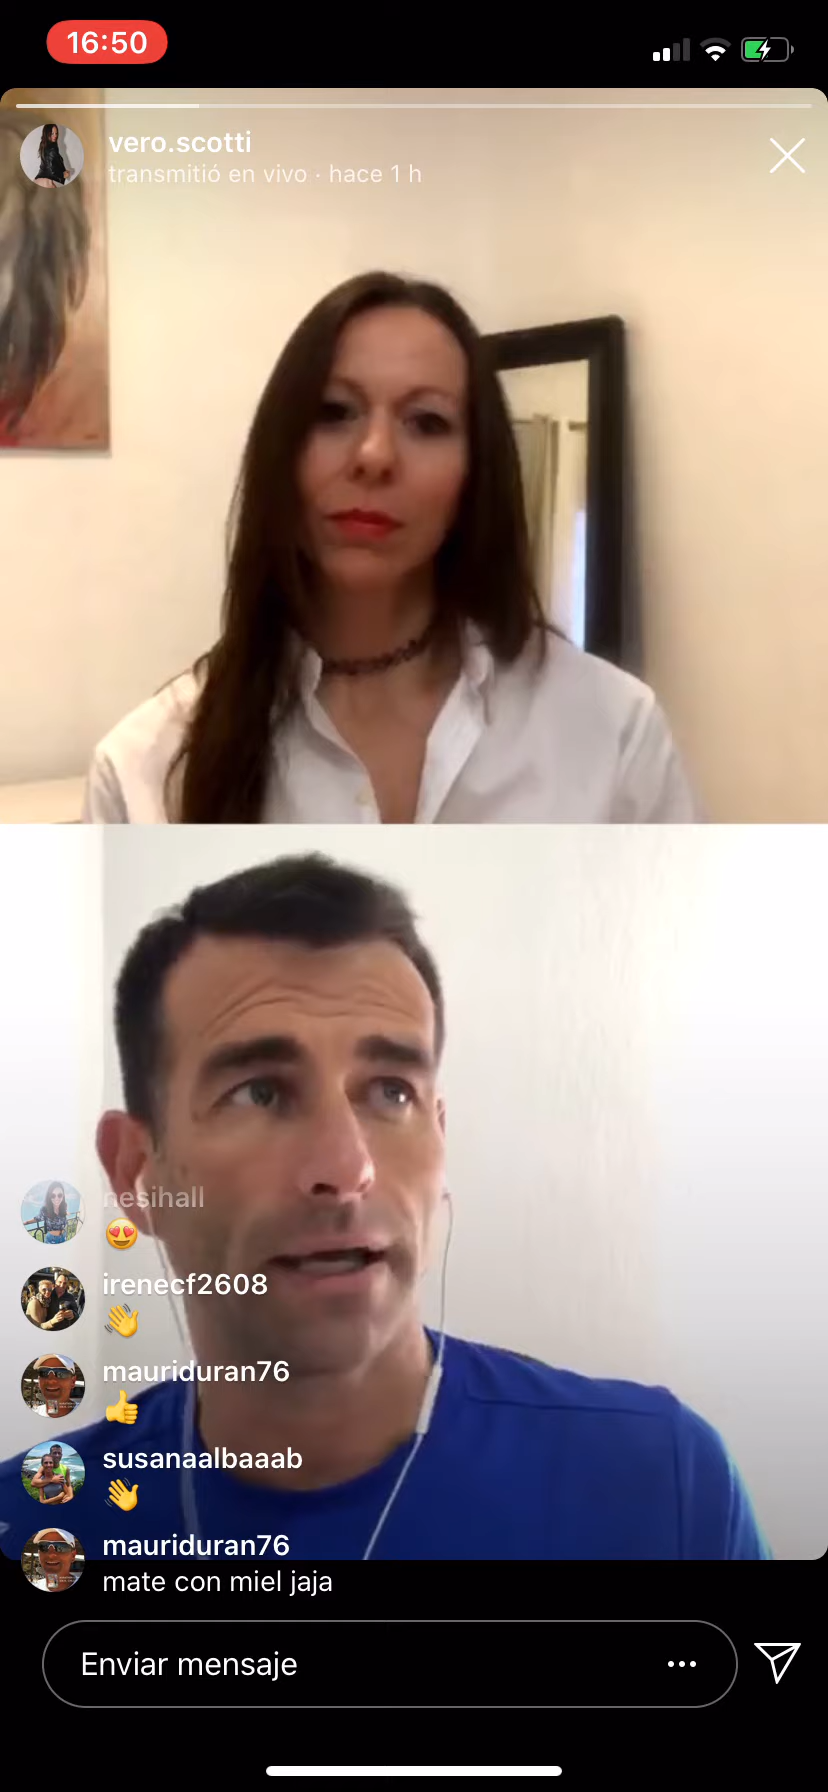 16:50
vero.scotti
transmitió en vivo · hace 1 h
nesihall
😍
irenecf2608
👋
mauriduran76
👍
susanaalbaaab
👋
mauriduran76
mate con miel jaja
Enviar mensaje